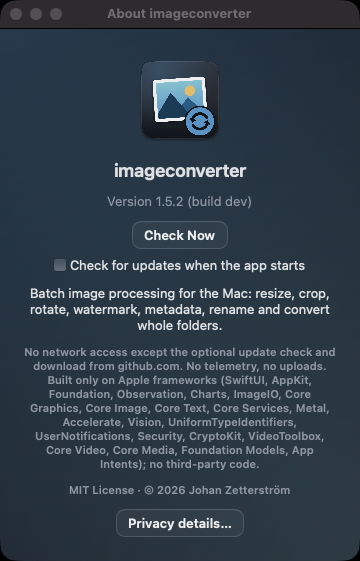 About imageconverter
imageconverter
Version 1.5.2 (build dev)
Check Now
Check for updates when the app starts
Batch image processing for the Mac: resize, crop,
rotate, watermark, metadata, rename and convert
whole folders.
No network access except the optional update check and
download from github.com. No telemetry, no uploads.
Built only on Apple frameworks (SwiftUI, AppKit,
Foundation, Observation, Charts, ImageIO, Core
Graphics, Core Image, Core Text, Core Services, Metal,
Accelerate, Vision, UniformTypeIdentifiers,
UserNotifications, Security, CryptoKit, VideoToolbox,
Core Video, Core Media, Foundation Models, App
Intents); no third-party code.
MIT License · © 2026 Johan Zetterström
Privacy details...